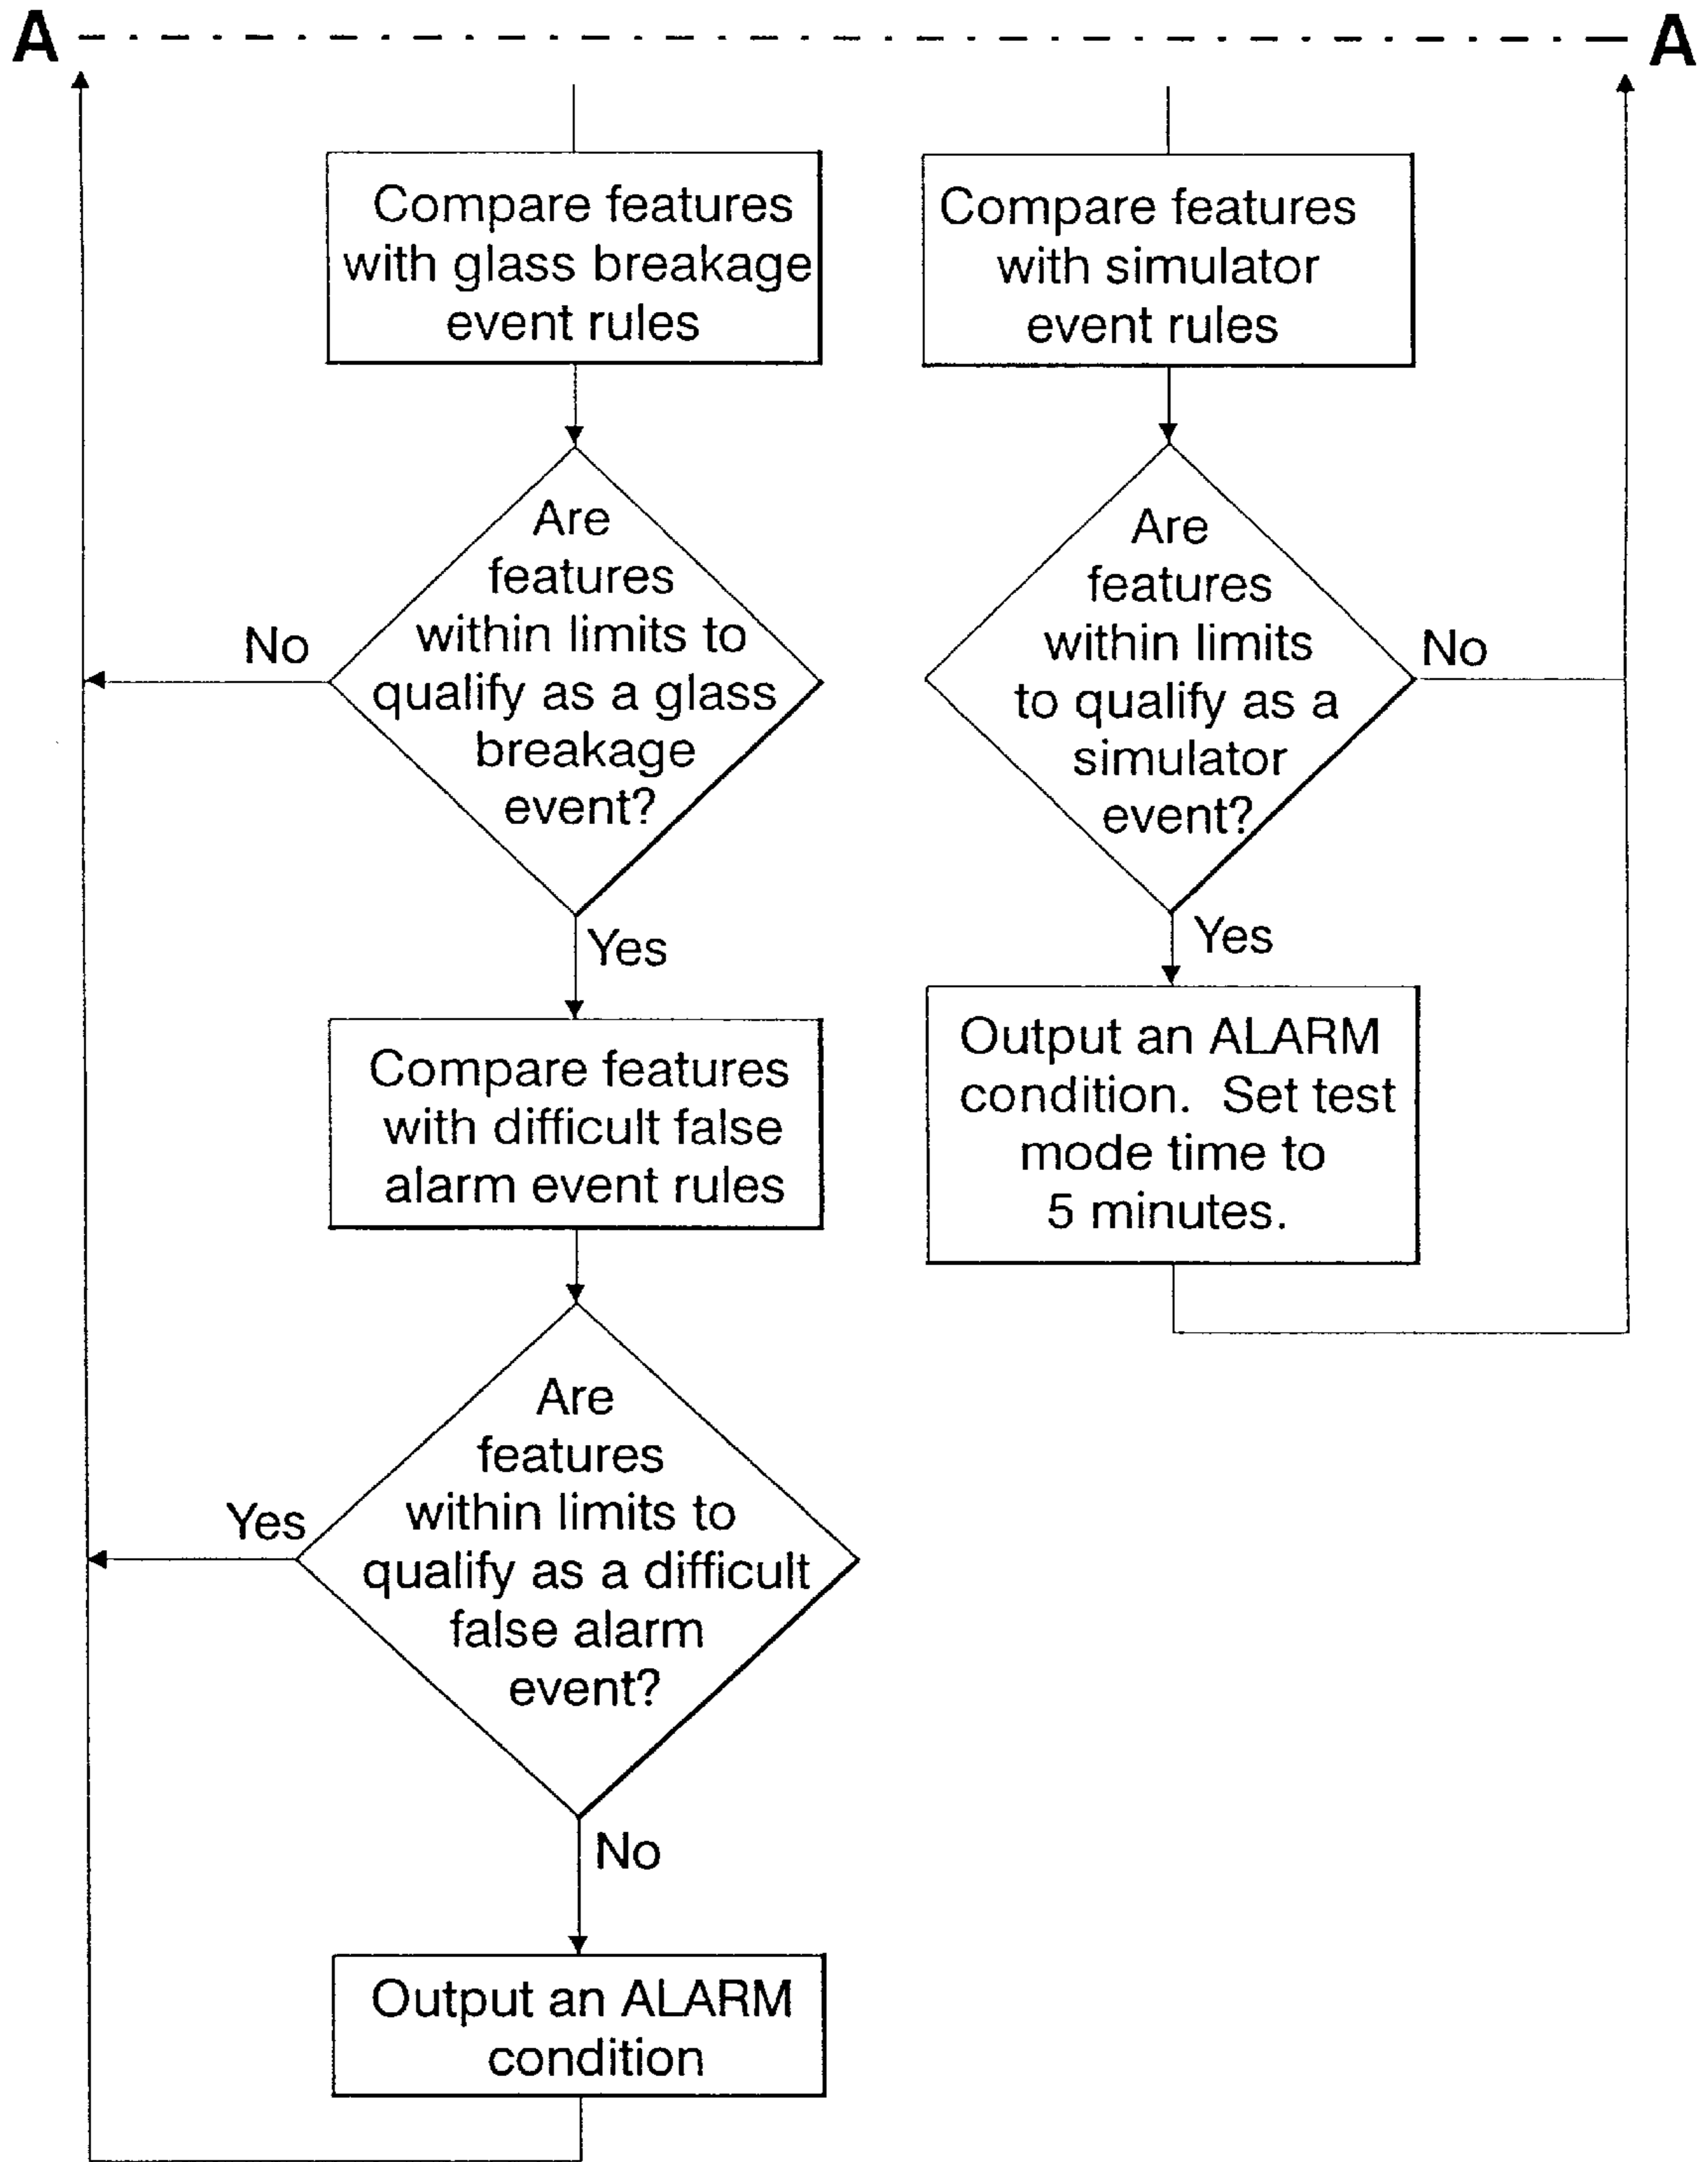 A
A
Compare features
with glass breakage
event rules
Are
features
within limits to
qualify as a glass
breakage
event?
No
Yes
Compare features
with difficult false
alarm event rules
Are
features
within limits to
qualify as a difficult
false alarm
event?
Yes
No
Output an ALARM
condition
Compare features
with simulator
event rules
Are
features
within limits
to qualify as a
simulator
event?
No
Yes
Output an ALARM
condition. Set test
mode time to
5 minutes.